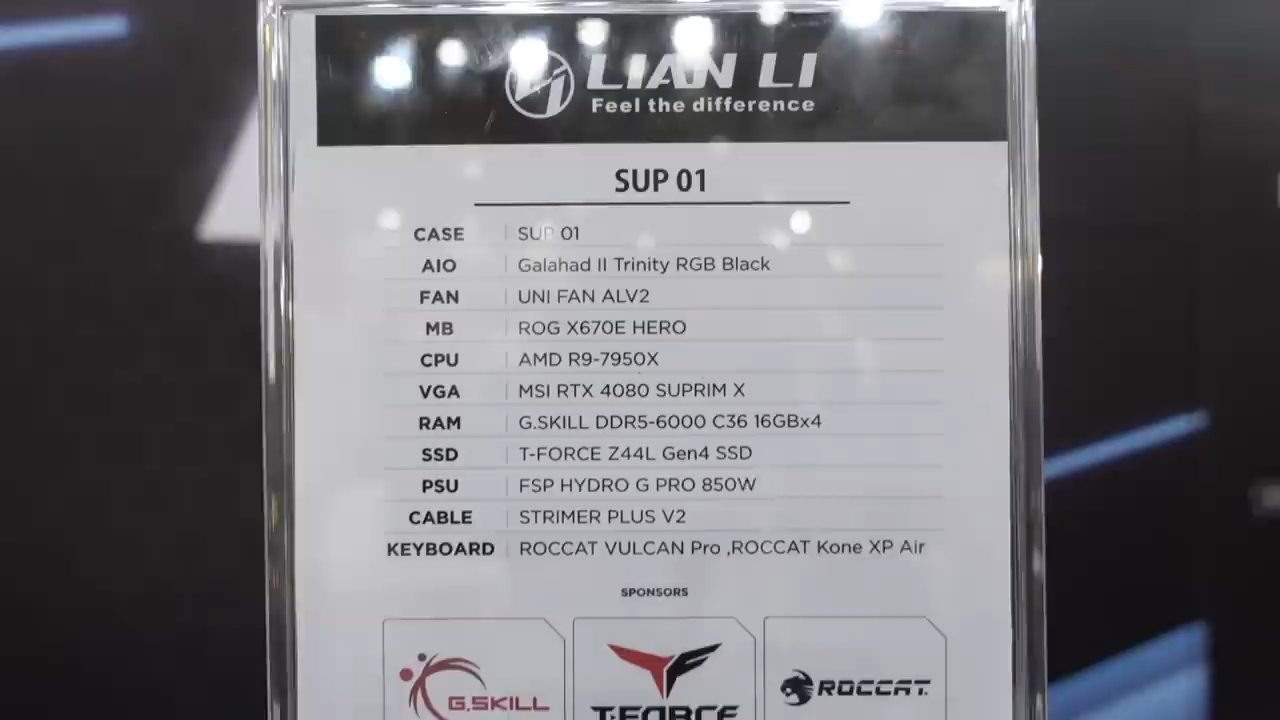 LIAN LI
Feel the difference
SUP 01
CASE SUP 01
AIO Galahad II Trinity RGB Black
FAN UNI FAN ALV2
MB ROG X670E HERO
CPU AMD R9-7950X
VGA MSI RTX 4080 SUPRIM X
RAM G.SKILL DDR5-6000 C36 16GBx4
SSD T-FORCE Z44L Gen4 SSD
PSU FSP HYDRO G PRO 850W
CABLE STRIMER PLUS V2
KEYBOARD ROCCAT VULCAN Pro ,ROCCAT Kone XP Air
SPONSORS
G.SKILL T-FORCE ROCCAT